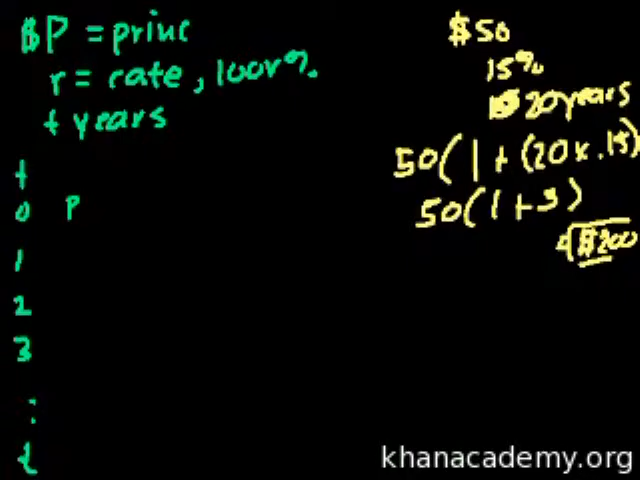 $P = princ
r = rate, 100r%
t years
t
0 P
1
2
3
:
t
$50
15%
20 years
50(1 + (20x.15)
50(1+3)
$200
khanacademy.org